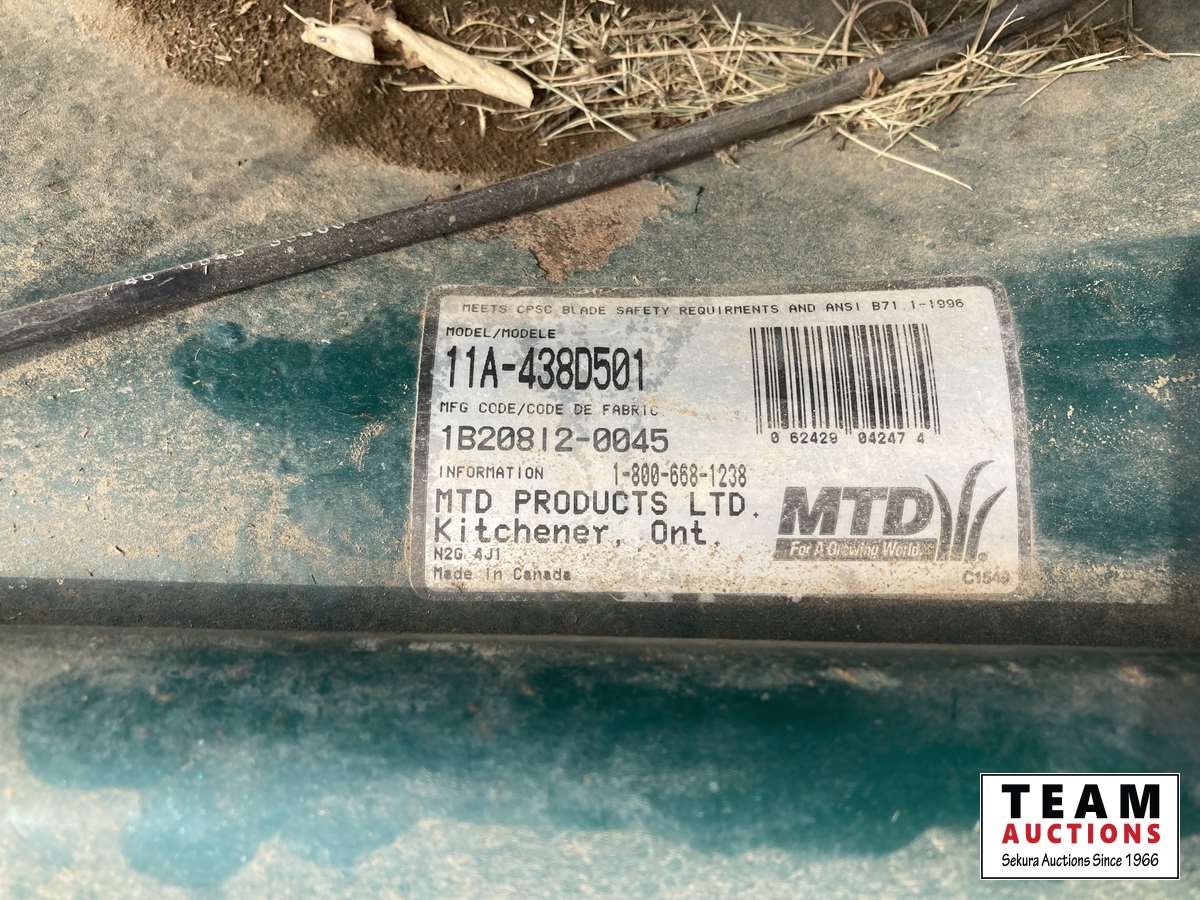 MEETS CPSC BLADE SAFETY REQUIRMENTS AND ANSI B71.1-1996
MODEL/MODELE
11A-438D501
MFG CODE/CODE DE FABRIC
1B20812-0045
0 62429 04247 4
INFORMATION 1-800-668-1238
MTD PRODUCTS LTD.
Kitchener, Ont.
N2G 4J1
Made In Canada
MTD
For A Growing World.
C1549
TEAM
AUCTIONS
Sekura Auctions Since 1966